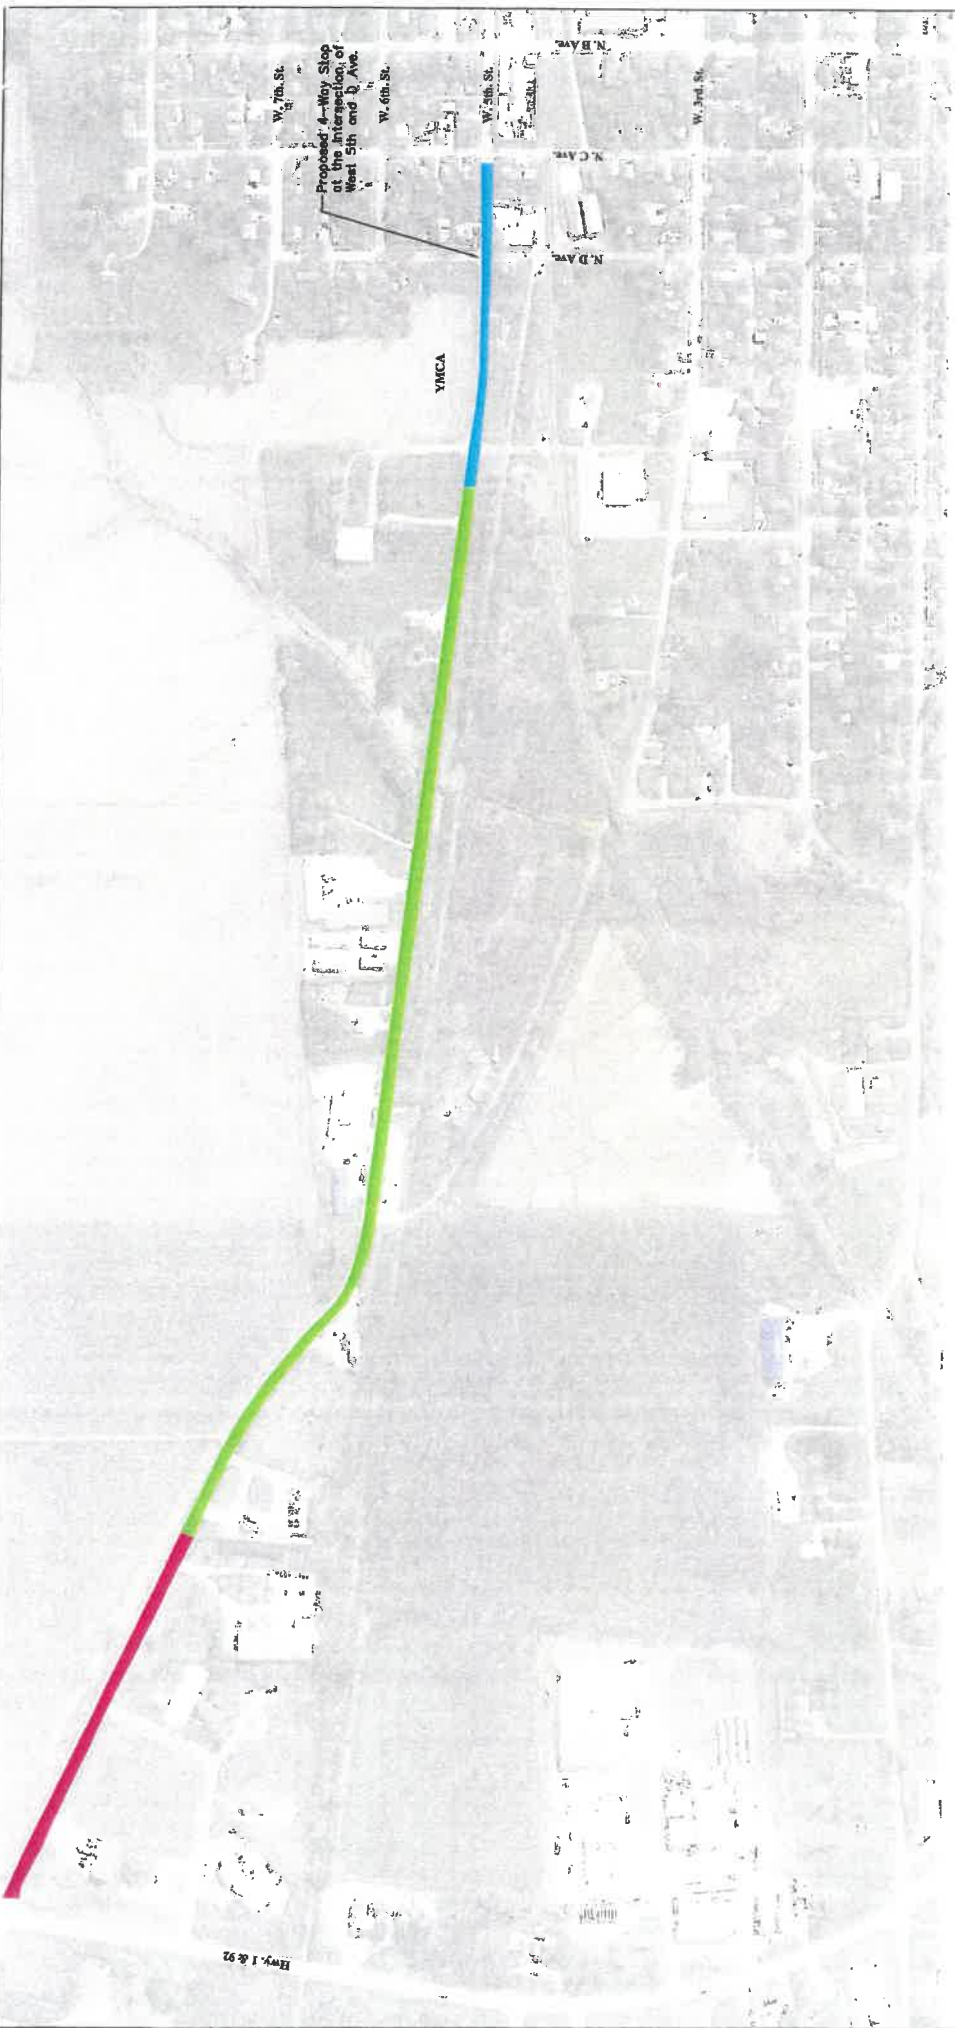 N. B Ave.
W. 7th. St.
Proposed 4-Way Stop
at the Intersection of
West 5th and D Ave.
W. 6th. St.
W. 5th. St.
W. 3rd. St.
N. C Ave.
N. D Ave.
YMCA
Hwy. 1 & 92